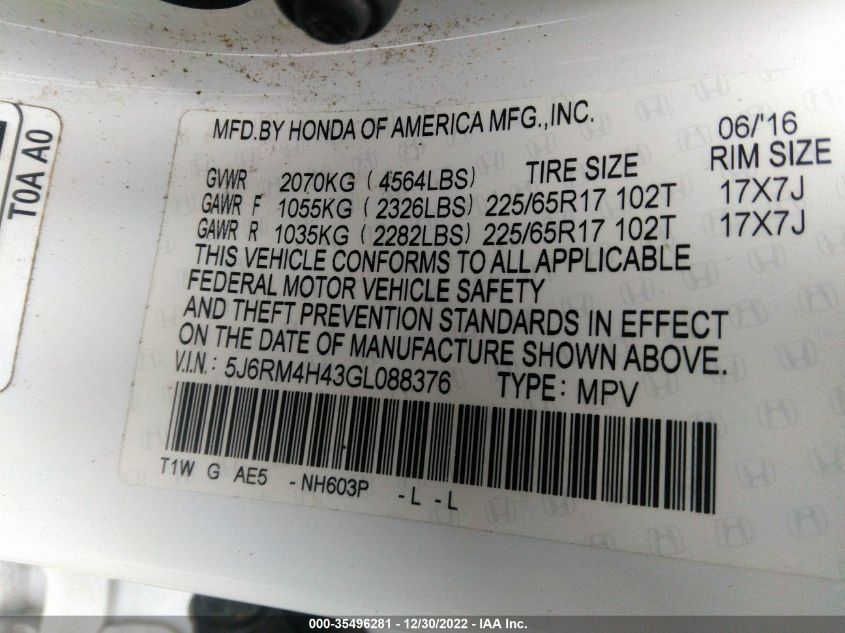 T0A A0
MFD.BY HONDA OF AMERICA MFG.,INC. 06/'16
GVWR 2070KG (4564LBS) TIRE SIZE RIM SIZE
GAWR F 1055KG (2326LBS) 225/65R17 102T 17X7J
GAWR R 1035KG (2282LBS) 225/65R17 102T 17X7J
THIS VEHICLE CONFORMS TO ALL APPLICABLE
FEDERAL MOTOR VEHICLE SAFETY
AND THEFT PREVENTION STANDARDS IN EFFECT
ON THE DATE OF MANUFACTURE SHOWN ABOVE.
V.I.N.: 5J6RM4H43GL088376 TYPE: MPV
T1W G AE5 -NH603P -L -L
000-35496281 - 12/30/2022 - IAA Inc.